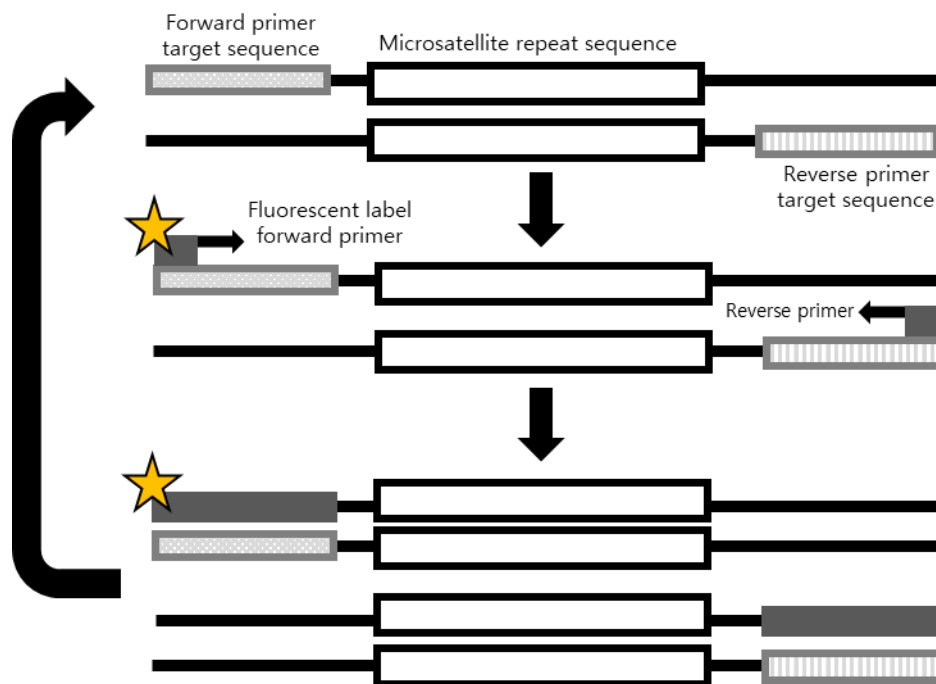 Forward primer
target sequence
Microsatellite repeat sequence
Reverse primer
target sequence
Fluorescent label
forward primer
Reverse primer